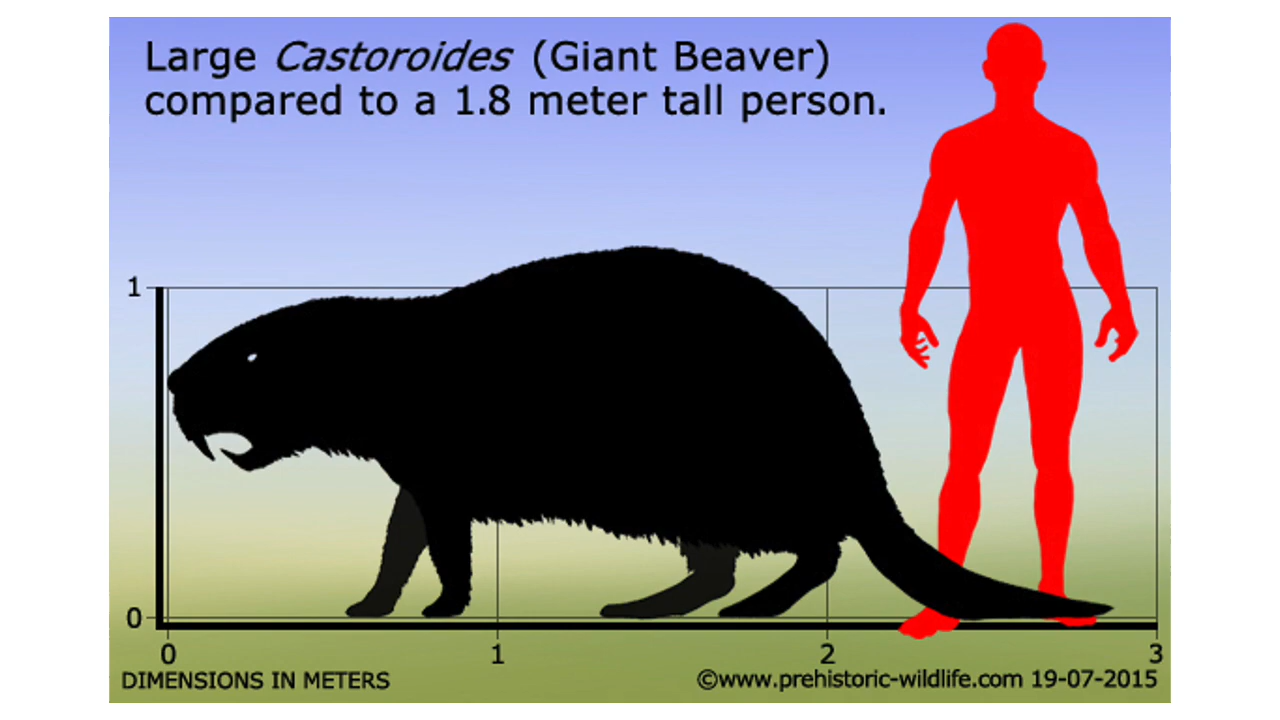 Large Castoroides (Giant Beaver)
compared to a 1.8 meter tall person.
1
0
0 1 2 3
DIMENSIONS IN METERS ©www.prehistoric-wildlife.com 19-07-2015